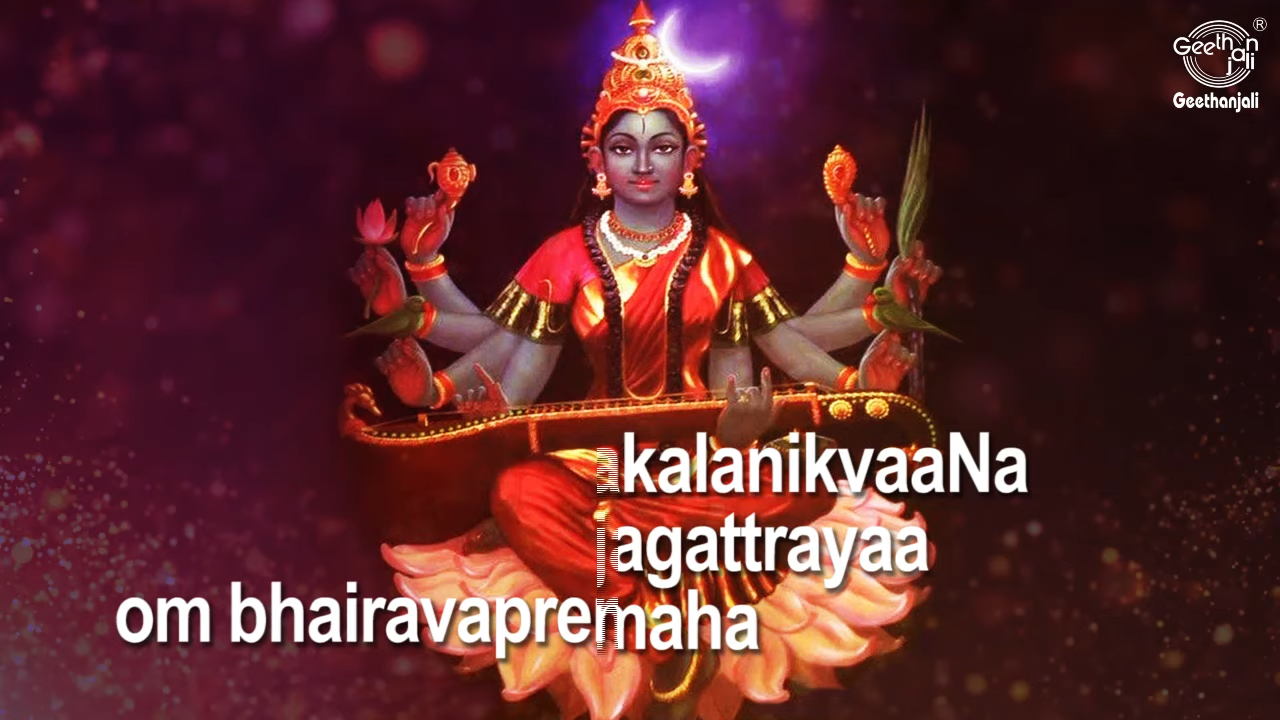 Geethanjali
®
Geethanjali
akalanikvaaNa
jagattrayaa
om bhairavapremaha